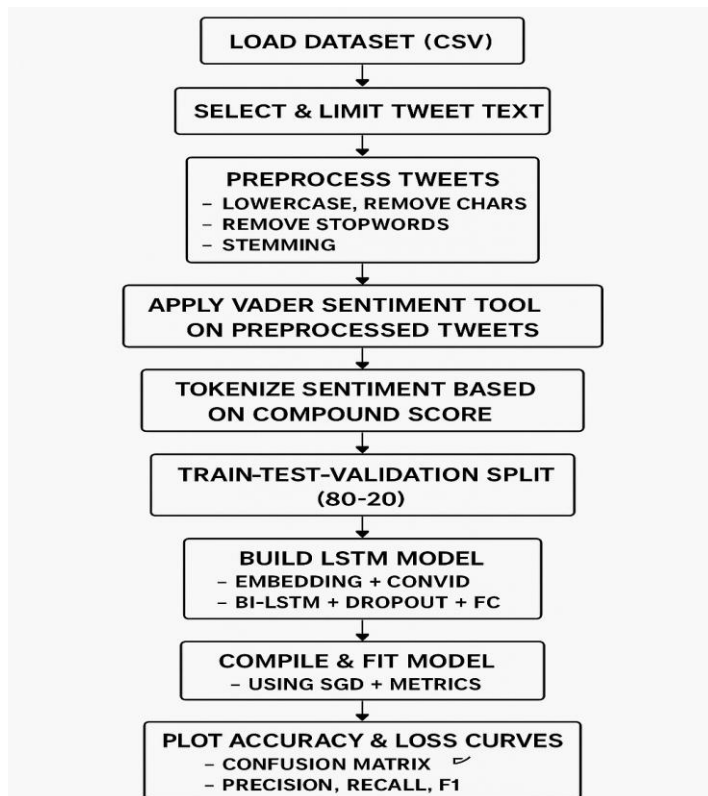 LOAD DATASET (CSV)
SELECT & LIMIT TWEET TEXT
PREPROCESS TWEETS
– LOWERCASE, REMOVE CHARS
– REMOVE STOPWORDS
– STEMMING
APPLY VADER SENTIMENT TOOL
ON PREPROCESSED TWEETS
TOKENIZE SENTIMENT BASED
ON COMPOUND SCORE
TRAIN-TEST-VALIDATION SPLIT
(80-20)
BUILD LSTM MODEL
– EMBEDDING + CONVID
– BI-LSTM + DROPOUT + FC
COMPILE & FIT MODEL
– USING SGD + METRICS
PLOT ACCURACY & LOSS CURVES
– CONFUSION MATRIX
– PRECISION, RECALL, F1